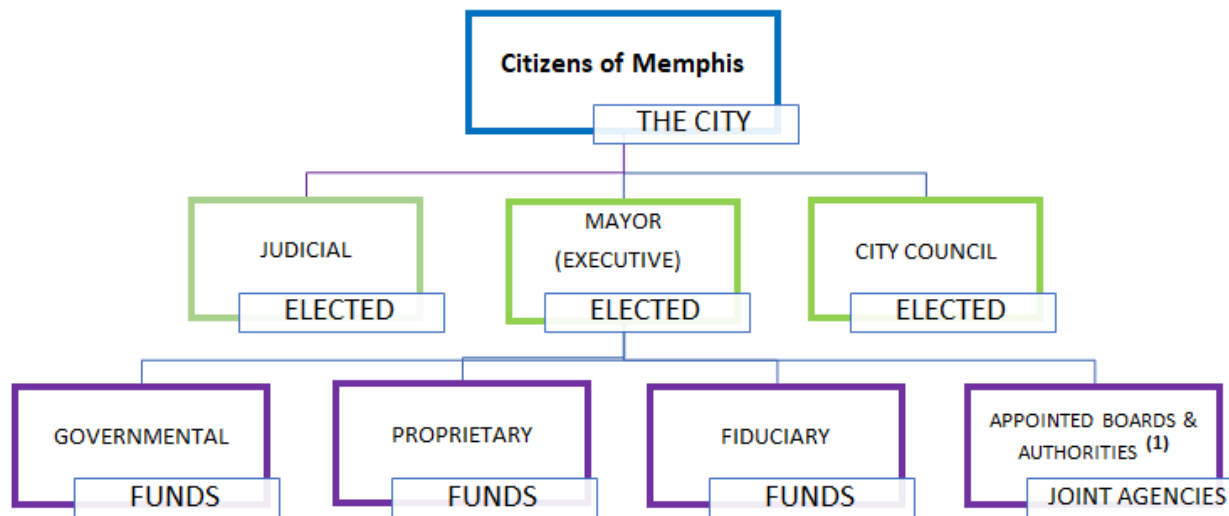 Citizens of Memphis
THE CITY
JUDICIAL
ELECTED
MAYOR
(EXECUTIVE)
ELECTED
CITY COUNCIL
ELECTED
GOVERNMENTAL
FUNDS
PROPRIETARY
FUNDS
FIDUCIARY
FUNDS
APPOINTED BOARDS &
AUTHORITIES (1)
JOINT AGENCIES